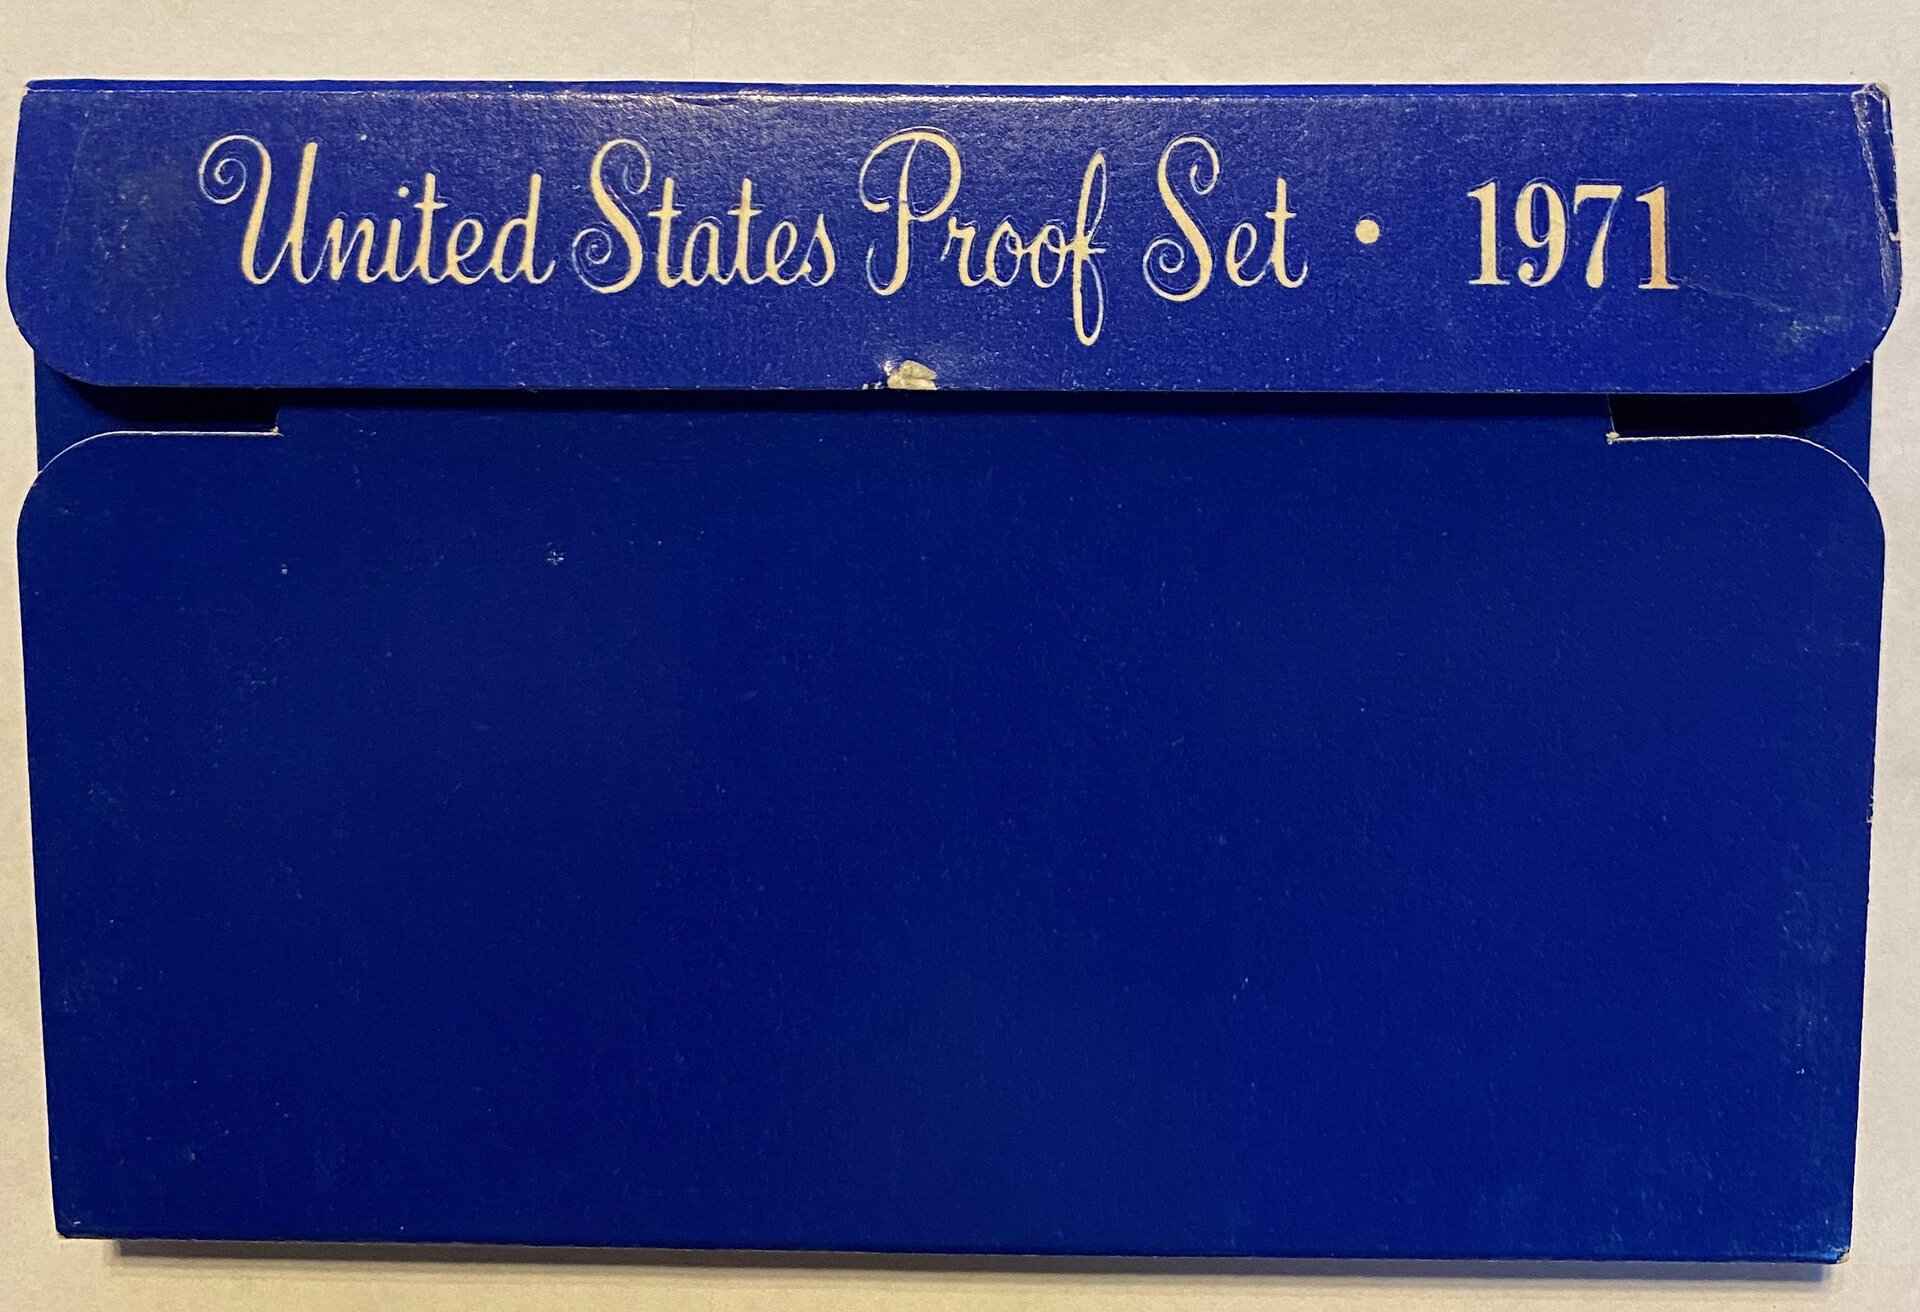 United States Proof Set • 1971